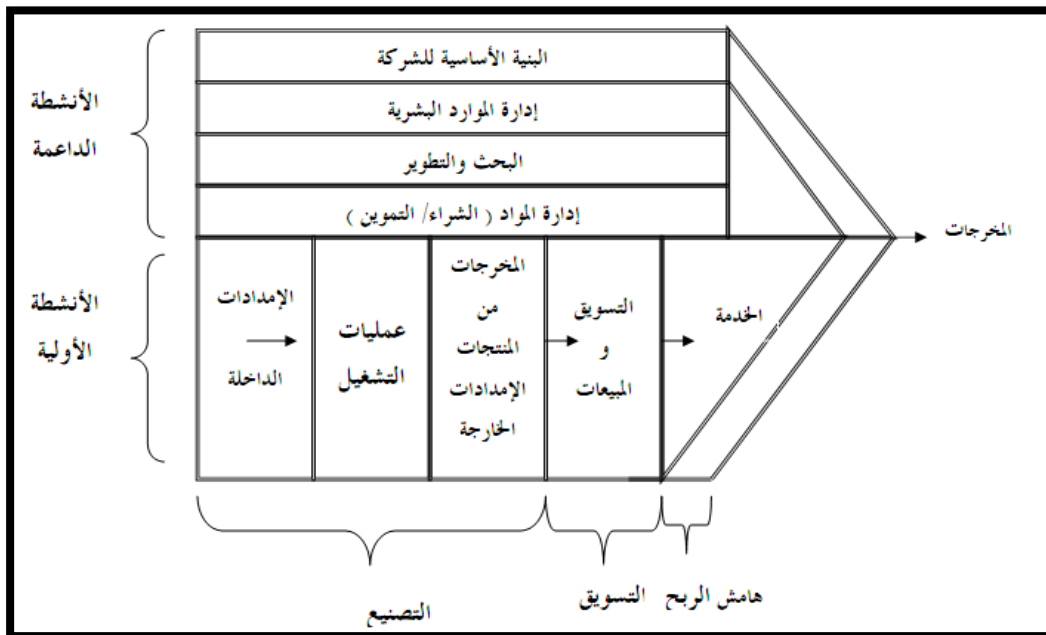 البنية الأساسية للشركة
إدارة الموارد البشرية
البحث والتطوير
إدارة المواد ( الشراء/ التموين )
الأنشطة
الداعمة
المخرجات
الأنشطة
الأولية
الإمدادات
الداخلة
عمليات
التشغيل
المخرجات
من
المنتجات
الإمدادات
الخارجة
التسويق
و
المبيعات
الخدمة
التصنيع
التسويق
هامش الربح